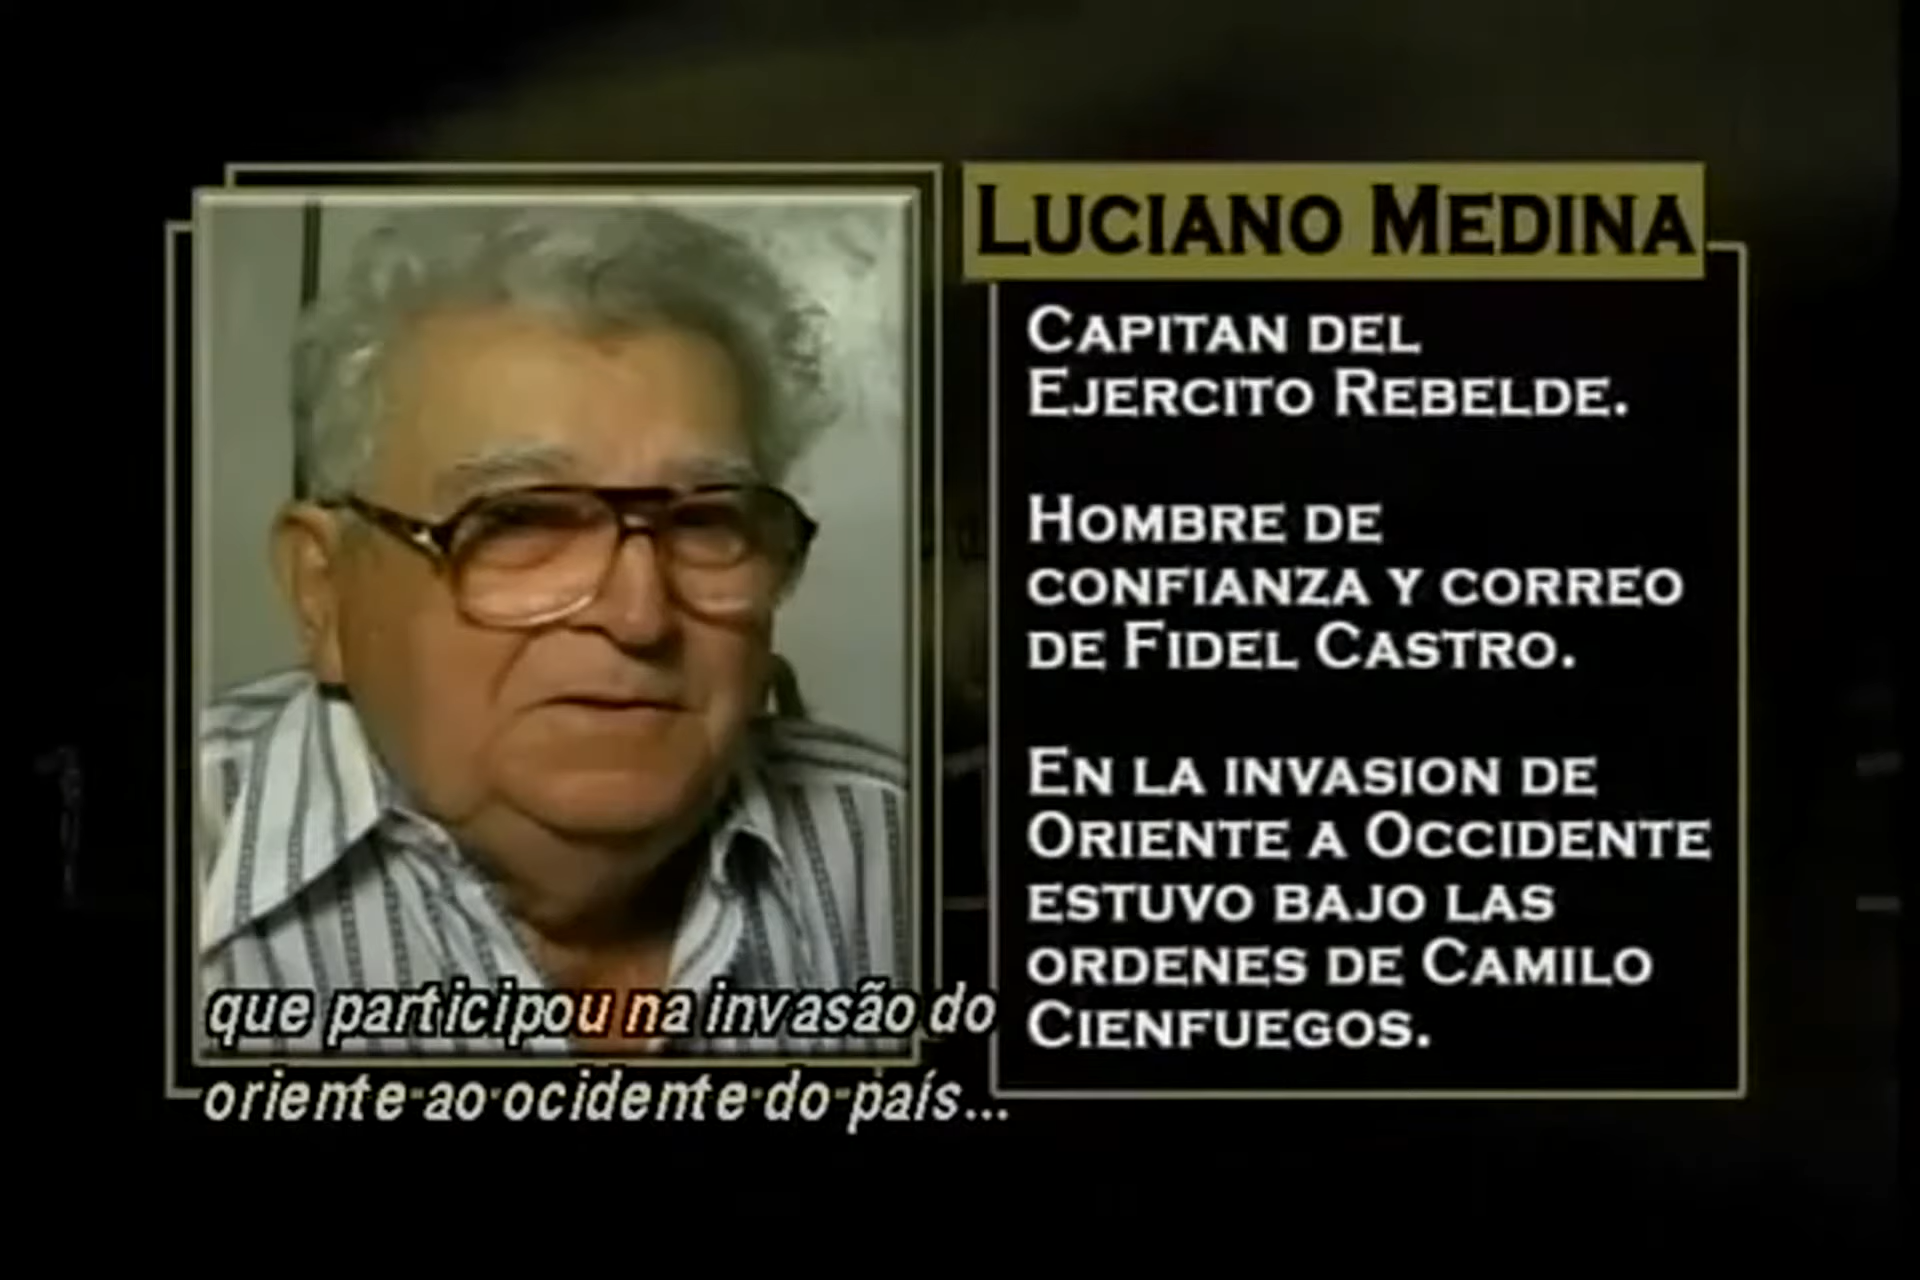 LUCIANO MEDINA
CAPITAN DEL
EJERCITO REBELDE.
HOMBRE DE
CONFIANZA Y CORREO
DE FIDEL CASTRO.
EN LA INVASION DE
ORIENTE A OCCIDENTE
ESTUVO BAJO LAS
ORDENES DE CAMILO
CIENFUEGOS.
que participou na invasão do
oriente ao ocidente do país...